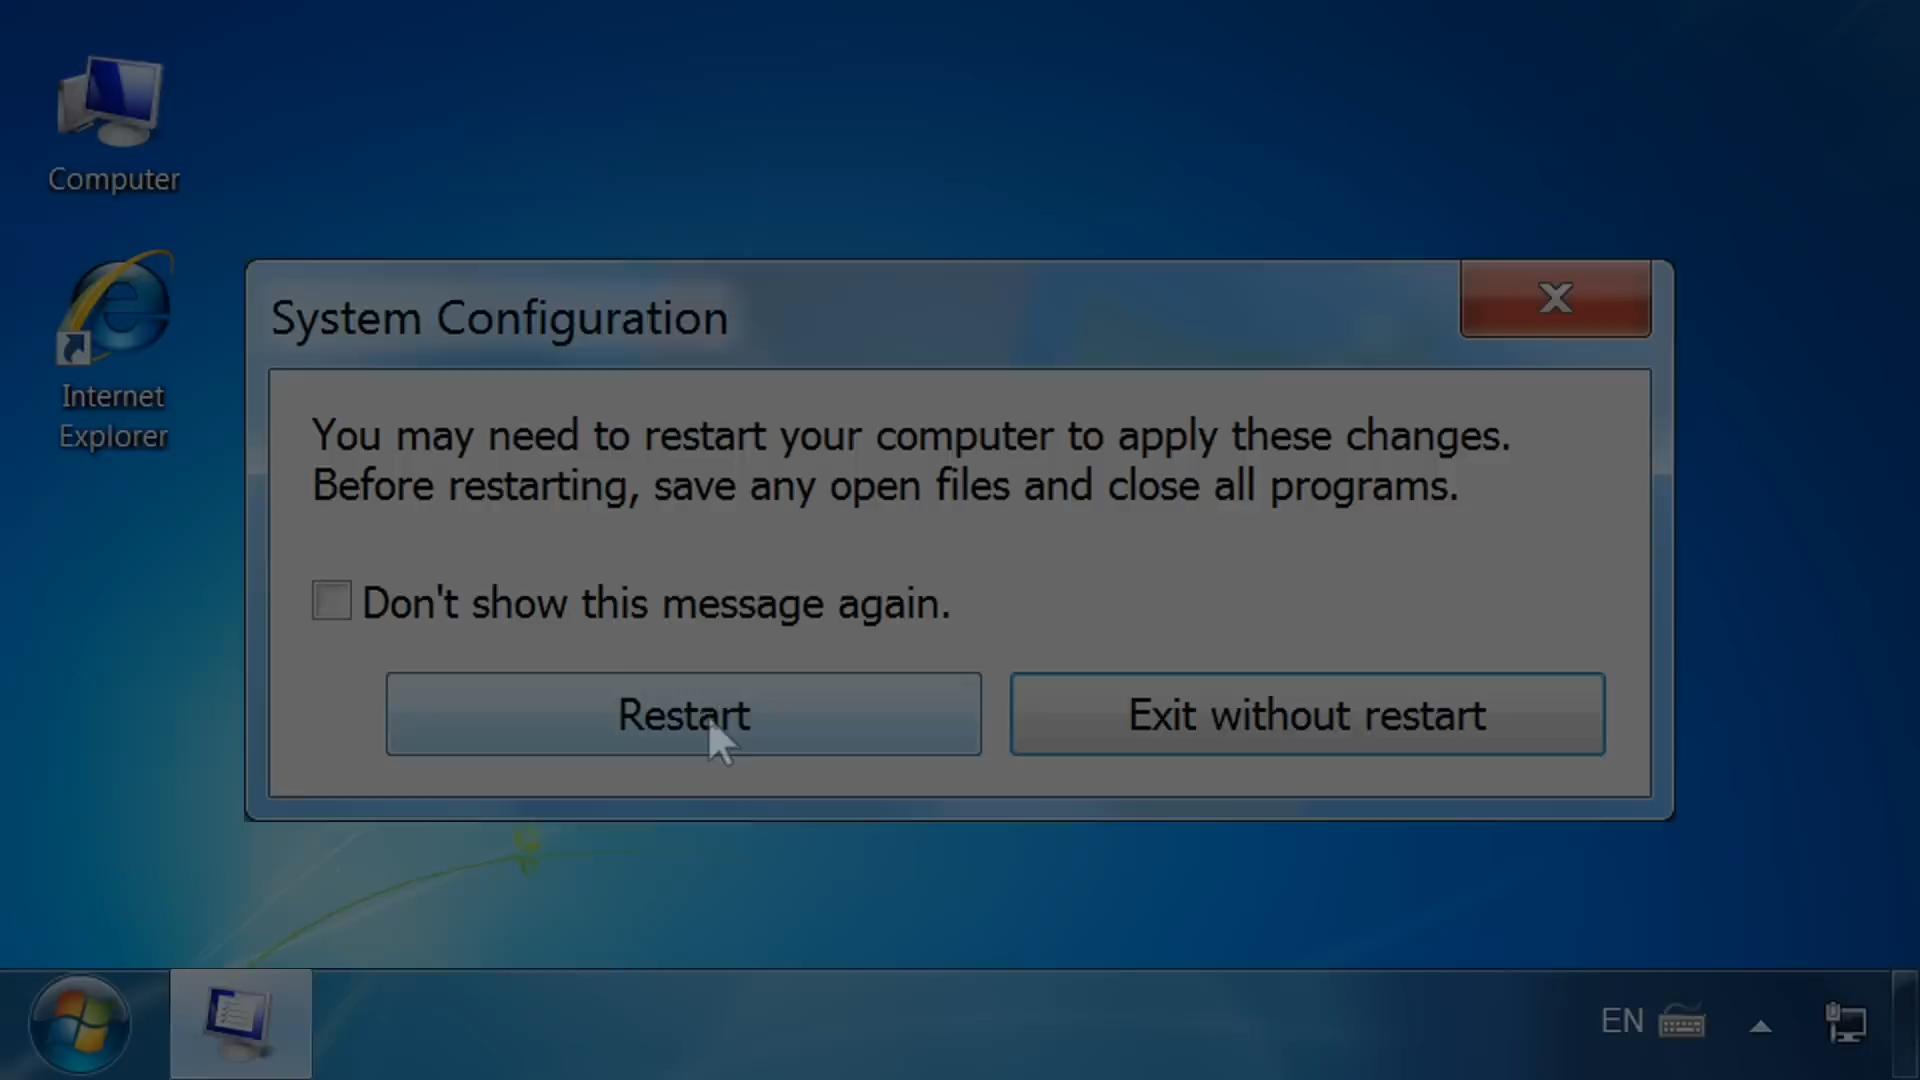 Computer
Internet
Explorer
System Configuration
You may need to restart your computer to apply these changes.
Before restarting, save any open files and close all programs.
Don't show this message again.
Restart
Exit without restart
EN